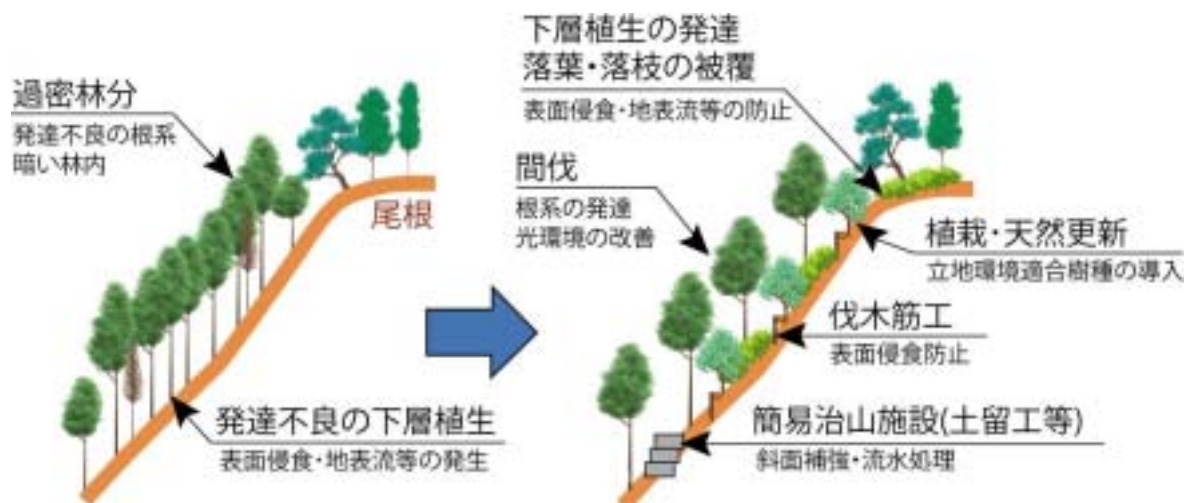 過密林分
発達不良の根系
暗い林内
尾根
発達不良の下層植生
表面侵食・地表流等の発生
下層植生の発達
落葉・落枝の被覆
表面侵食・地表流等の防止
間伐
根系の発達
光環境の改善
植栽・天然更新
立地環境適合樹種の導入
伐木筋工
表面侵食防止
簡易治山施設(土留工等)
斜面補強・流水処理